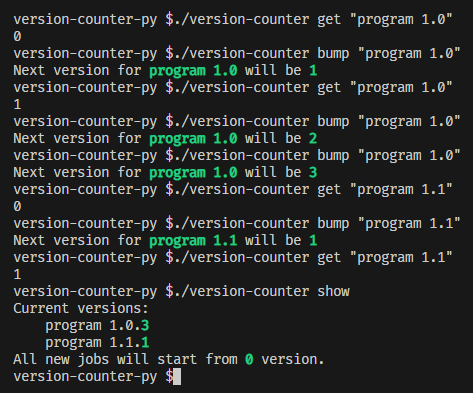 version-counter-py $./version-counter get "program 1.0"
0
version-counter-py $./version-counter bump "program 1.0"
Next version for program 1.0 will be 1
version-counter-py $./version-counter get "program 1.0"
1
version-counter-py $./version-counter bump "program 1.0"
Next version for program 1.0 will be 2
version-counter-py $./version-counter bump "program 1.0"
Next version for program 1.0 will be 3
version-counter-py $./version-counter get "program 1.1"
0
version-counter-py $./version-counter bump "program 1.1"
Next version for program 1.1 will be 1
version-counter-py $./version-counter get "program 1.1"
1
version-counter-py $./version-counter show
Current versions:
    program 1.0.3
    program 1.1.1
All new jobs will start from 0 version.
version-counter-py $